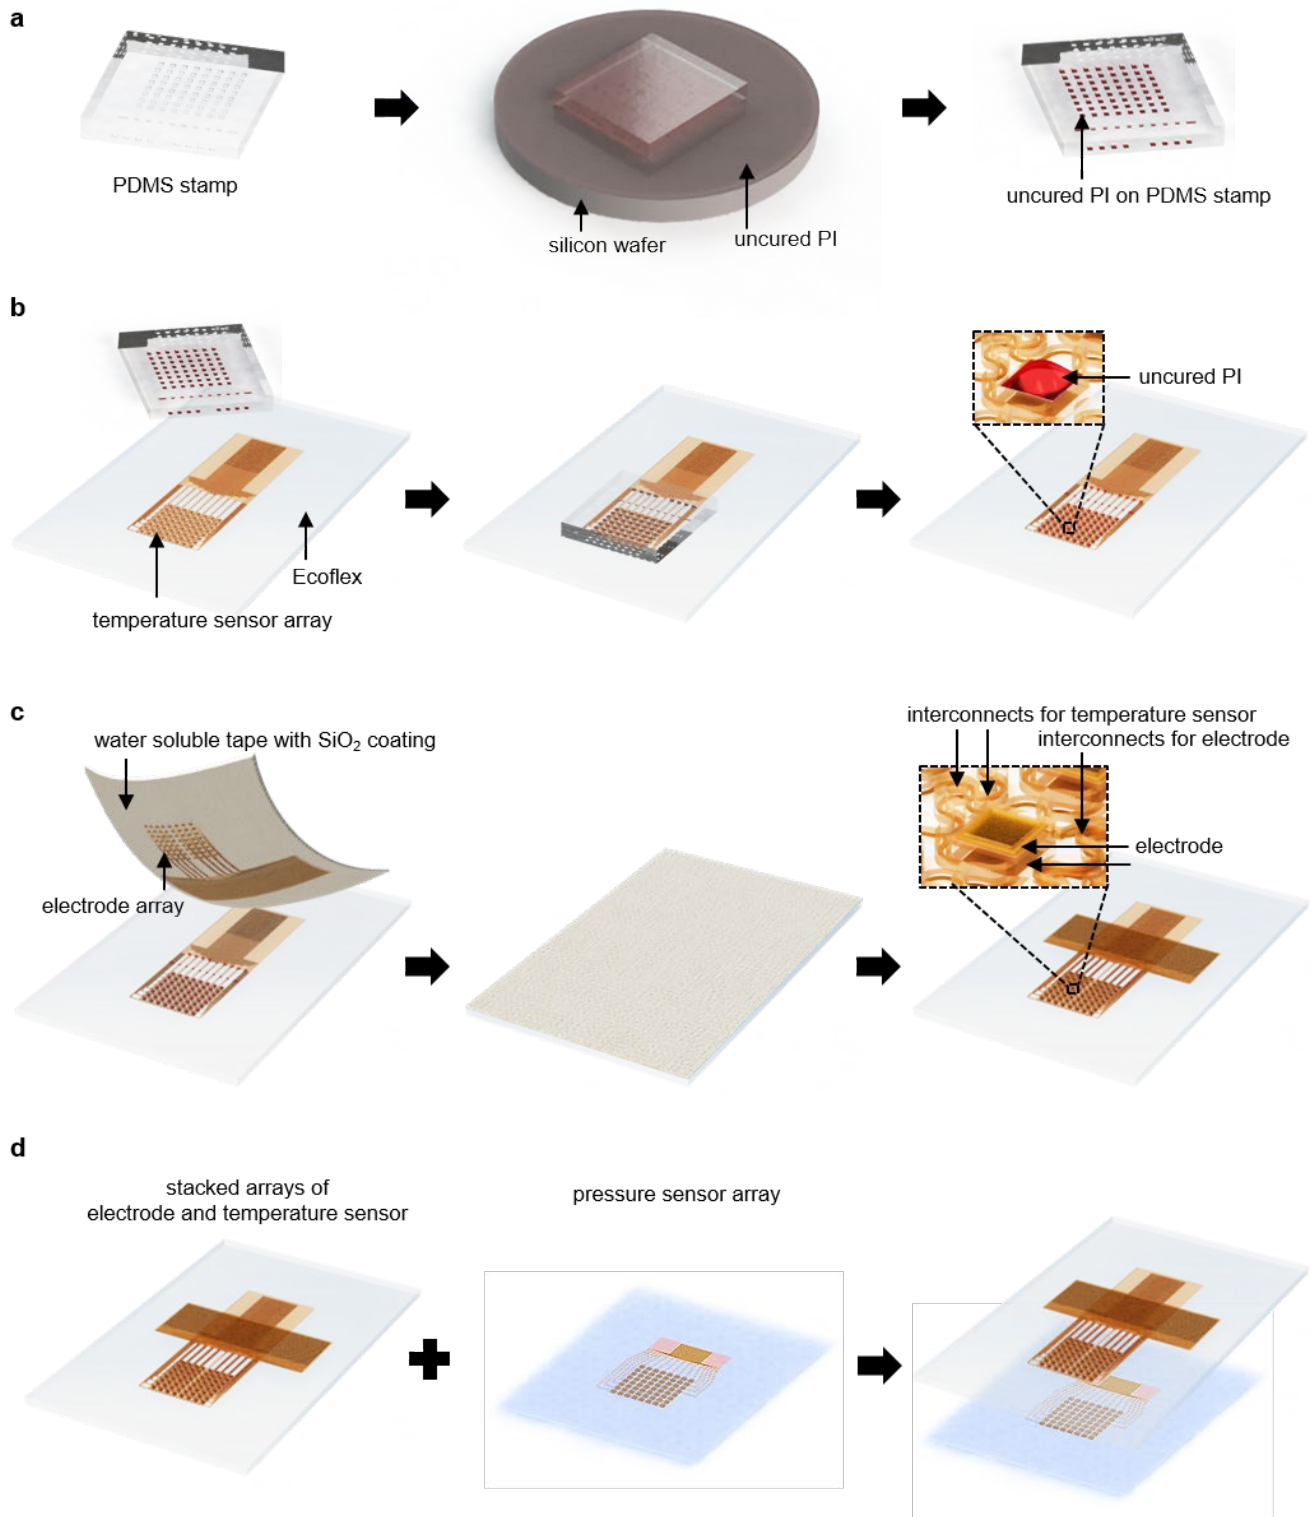 a
PDMS stamp
silicon wafer
uncured PI
uncured PI on PDMS stamp
b
uncured PI
Ecoflex
temperature sensor array
c
water soluble tape with SiO₂ coating
electrode array
interconnects for temperature sensor
interconnects for electrode
electrode
d
stacked arrays of
electrode and temperature sensor
pressure sensor array